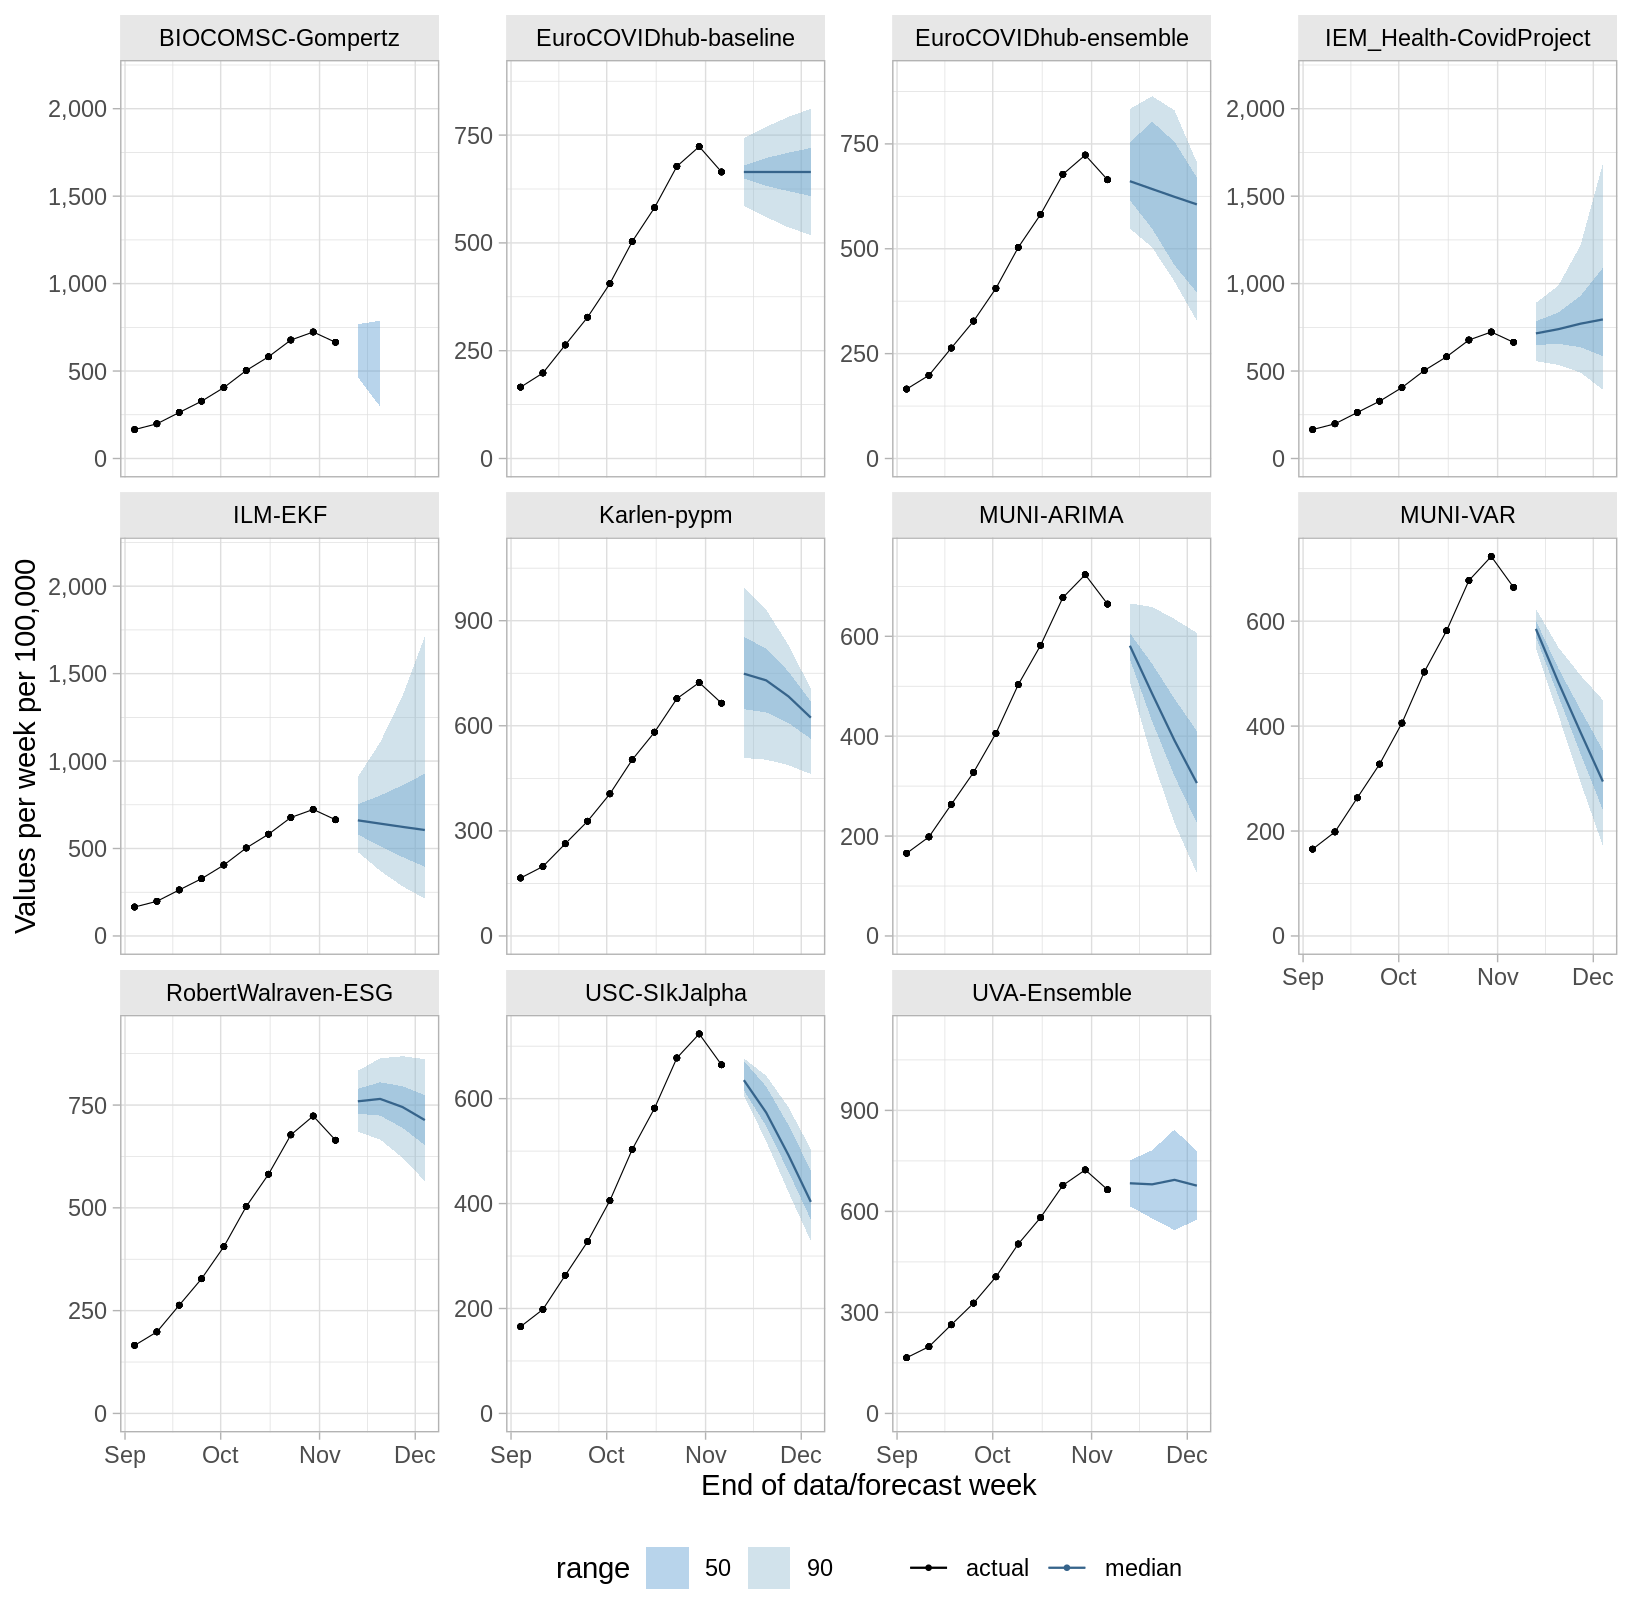 BIOCOMSC-Gompertz EuroCOVIDhub-baseline EuroCOVIDhub-ensemble IEM_Health-CovidProject
2,000 750 750 2,000
1,500 500 500 1,500
1,000 250 250 1,000
500 0 0 500
0 0
ILM-EKF Karlen-pypm MUNI-ARIMA MUNI-VAR
2,000 900 600 600
1,500 600 400 400
1,000 300 200 200
500 0 0 0
0
Sep Oct Nov Dec
Values per week per 100,000
RobertWalraven-ESG USC-SIkJalpha UVA-Ensemble
750 600 900
500 400 600
250 200 300
0 0 0
Sep Oct Nov Dec Sep Oct Nov Dec Sep Oct Nov Dec
End of data/forecast week
range 50 90 actual median